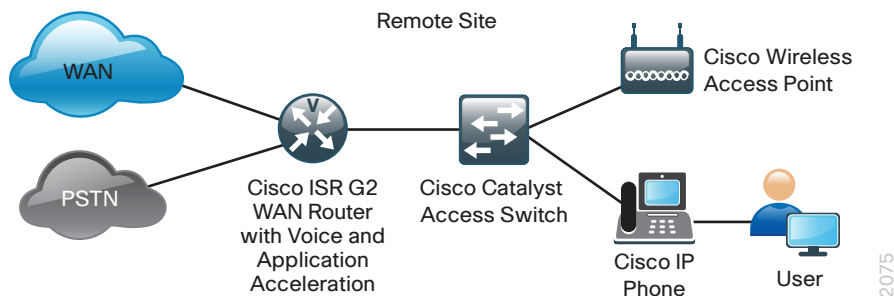 Remote Site
WAN
PSTN
V
Cisco ISR G2
WAN Router
with Voice and
Application
Acceleration
Cisco Catalyst
Access Switch
Cisco Wireless
Access Point
Cisco IP
Phone
User
2075